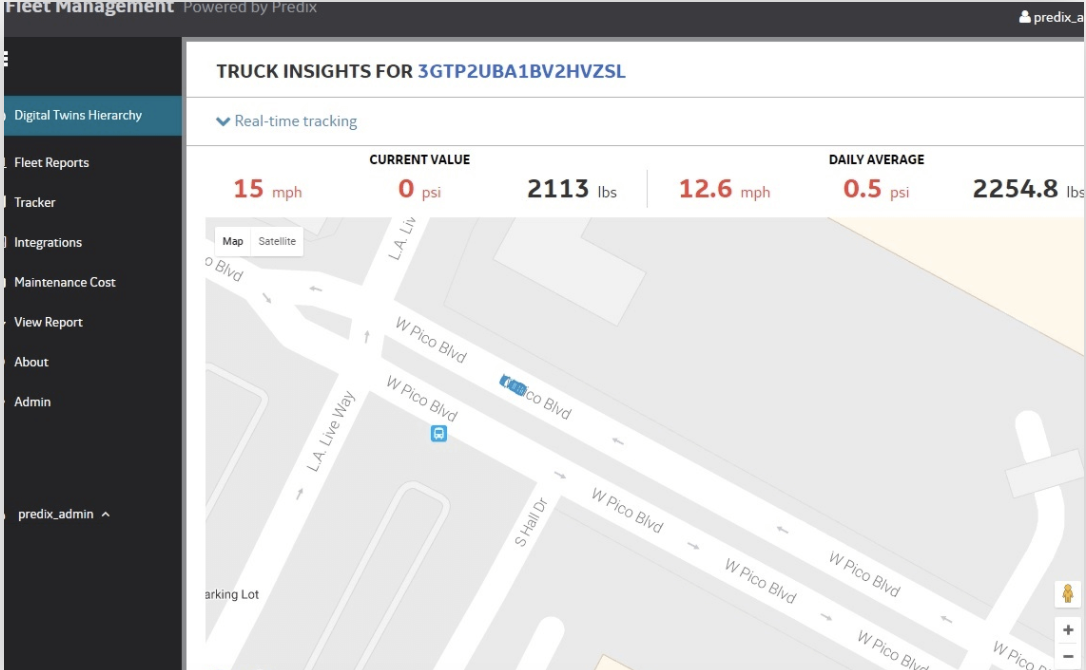 Fleet Management Powered by Predix
predix_a
Digital Twins Hierarchy
Fleet Reports
Tracker
Integrations
Maintenance Cost
View Report
About
Admin
predix_admin
TRUCK INSIGHTS FOR 3GTP2UBA1BV2HVZSL
Real-time tracking
CURRENT VALUE
15 mph 0 psi 2113 lbs
DAILY AVERAGE
12.6 mph 0.5 psi 2254.8 lbs
Map Satellite
L.A. Liv
o Blvd
W Pico Blvd
co Blvd
W Pico Blvd
L.A. Live Way
S Hall Dr
W Pico Blvd
W Pico Blvd
W Pico Blvd
W Pico Blvd
W Pico
arking Lot